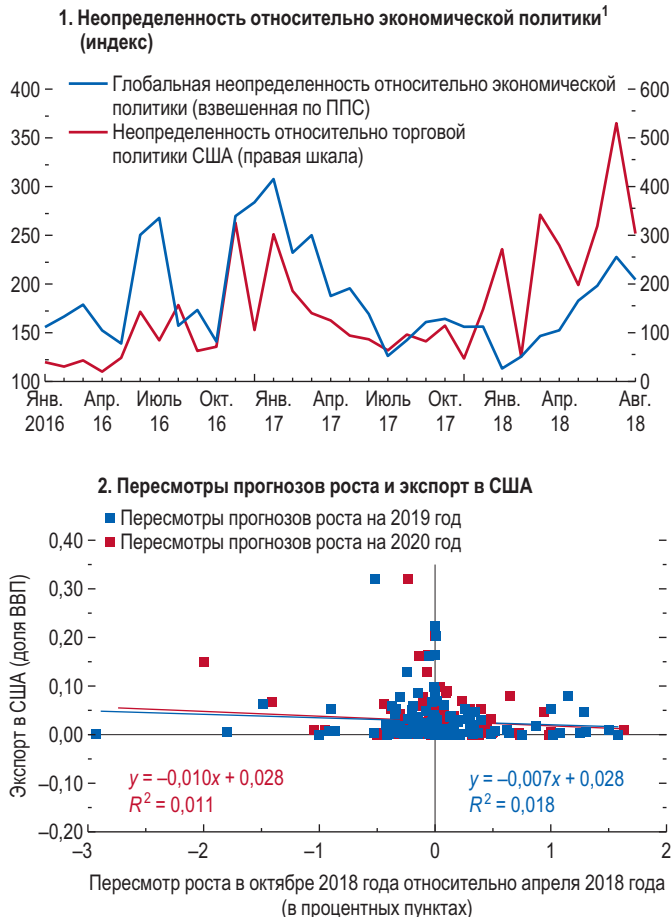 1. Неопределенность относительно экономической политики¹
(индекс)
Глобальная неопределенность относительно экономической
политики (взвешенная по ППС)
Неопределенность относительно торговой
политики США (правая шкала)
400
350
300
250
200
150
100
600
500
400
300
200
100
0
Янв. Апр. Июль Окт. Янв. Апр. Июль Окт. Янв. Апр. Авг.
2016 16 16 16 17 17 17 17 18 18 18
2. Пересмотры прогнозов роста и экспорт в США
Пересмотры прогнозов роста на 2019 год
Пересмотры прогнозов роста на 2020 год
Экспорт в США (доля ВВП)
0,40
0,30
0,20
0,10
0,00
–0,10
–0,20
y = –0,010x + 0,028
R² = 0,011
y = –0,007x + 0,028
R² = 0,018
–3 –2 –1 0 1 2
Пересмотр роста в октябре 2018 года относительно апреля 2018 года
(в процентных пунктах)